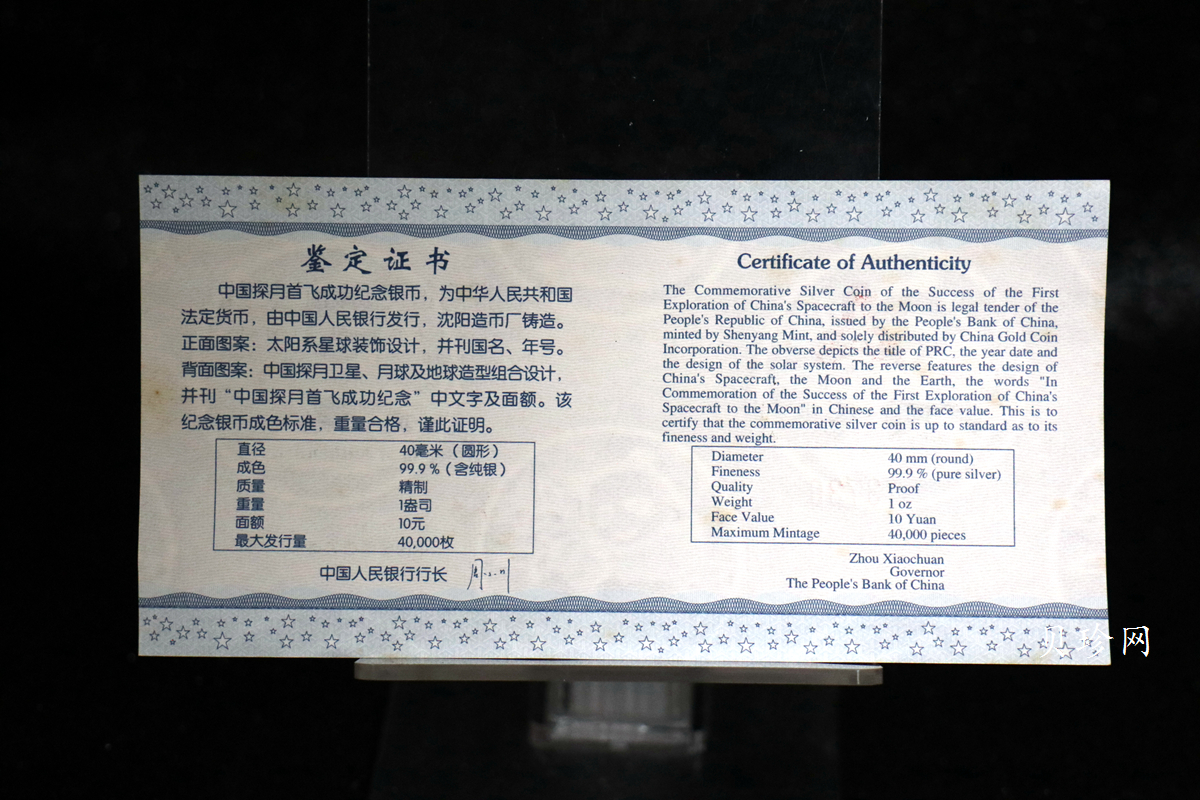 鉴定证书
中国探月首飞成功纪念银币，为中华人民共和国
法定货币，由中国人民银行发行，沈阳造币厂铸造。
正面图案：太阳系星球装饰设计，并刊国名、年号。
背面图案：中国探月卫星、月球及地球造型组合设计，
并刊“中国探月首飞成功纪念”中文字及面额。该
纪念银币成色标准，重量合格，谨此证明。
直径 40毫米（圆形）
成色 99.9％（含纯银）
质量 精制
重量 1盎司
面额 10元
最大发行量 40,000枚
中国人民银行行长
Certificate of Authenticity
The Commemorative Silver Coin of the Success of the First
Exploration of China's Spacecraft to the Moon is legal tender of the
People's Republic of China, issued by the People's Bank of China,
minted by Shenyang Mint, and solely distributed by China Gold Coin
Incorporation. The obverse depicts the title of PRC, the year date and
the design of the solar system. The reverse features the design of
China's Spacecraft, the Moon and the Earth, the words "In
Commemoration of the Success of the First Exploration of China's
Spacecraft to the Moon" in Chinese and the face value. This is to
certify that the commemorative silver coin is up to standard as to its
fineness and weight.
Diameter 40 mm (round)
Fineness 99.9 % (pure silver)
Quality Proof
Weight 1 oz
Face Value 10 Yuan
Maximum Mintage 40,000 pieces
Zhou Xiaochuan
Governor
The People's Bank of China
珍网